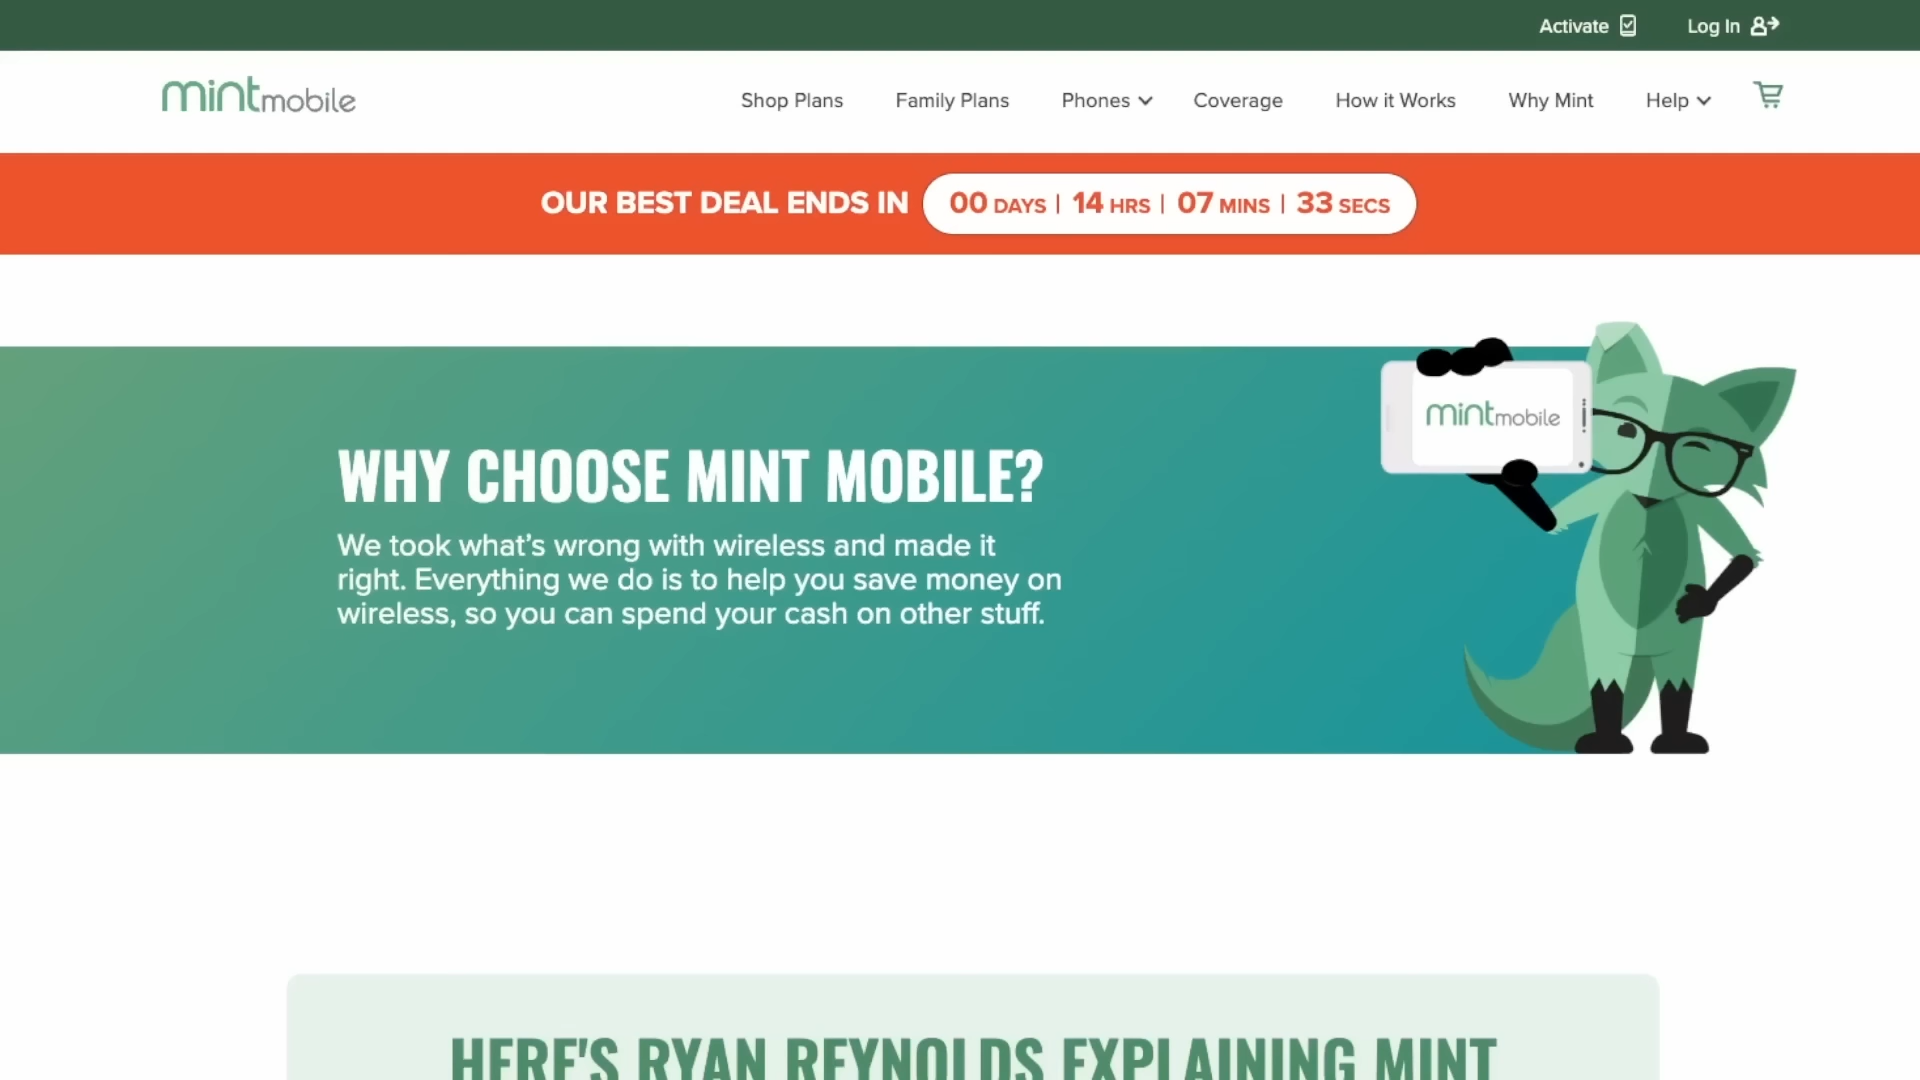 Activate
Log In
mintmobile
Shop Plans
Family Plans
Phones
Coverage
How it Works
Why Mint
Help
OUR BEST DEAL ENDS IN 00 DAYS | 14 HRS | 07 MINS | 33 SECS
mintmobile
WHY CHOOSE MINT MOBILE?
We took what’s wrong with wireless and made it
right. Everything we do is to help you save money on
wireless, so you can spend your cash on other stuff.
HERE'S RYAN REYNOLDS EXPLAINING MINT